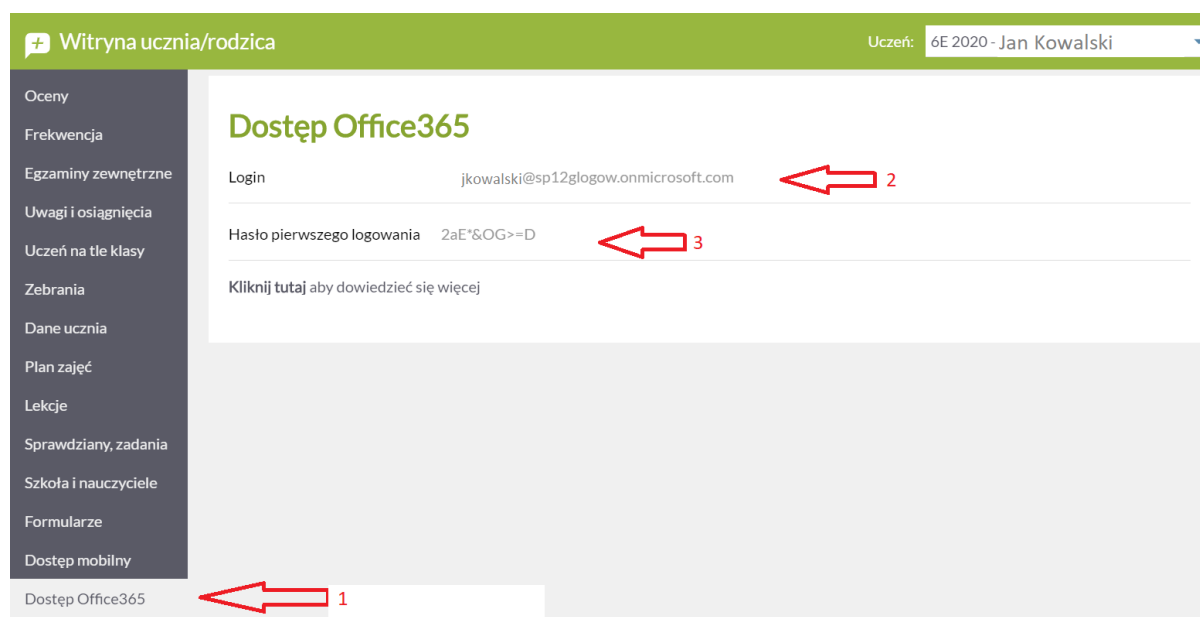 Witryna ucznia/rodzica
Uczeń: 6E 2020 - Jan Kowalski
Oceny
Frekwencja
Egzaminy zewnętrzne
Uwagi i osiągnięcia
Uczeń na tle klasy
Zebrania
Dane ucznia
Plan zajęć
Lekcje
Sprawdziany, zadania
Szkoła i nauczyciele
Formularze
Dostęp mobilny
Dostęp Office365
1
Dostęp Office365
Login jkowalski@sp12glogow.onmicrosoft.com 2
Hasło pierwszego logowania 2aE*&OG>=D 3
Kliknij tutaj aby dowiedzieć się więcej